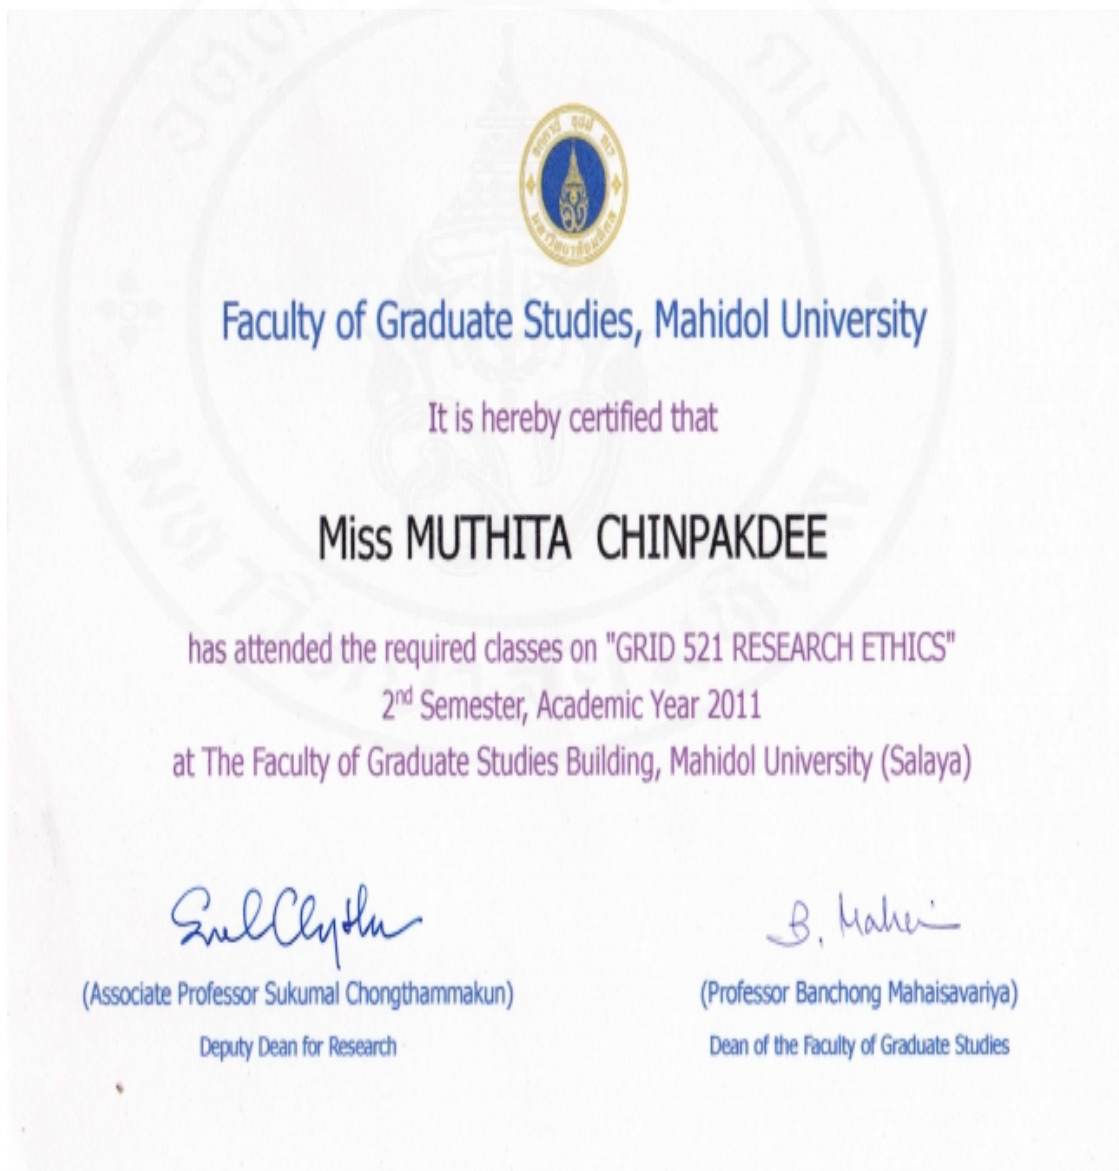 Faculty of Graduate Studies, Mahidol University
It is hereby certified that
Miss MUTHITA CHINPAKDEE
has attended the required classes on "GRID 521 RESEARCH ETHICS"
2nd Semester, Academic Year 2011
at The Faculty of Graduate Studies Building, Mahidol University (Salaya)
B. Mahai
(Associate Professor Sukumal Chongthammakun)
(Professor Banchong Mahaisavariya)
Deputy Dean for Research
Dean of the Faculty of Graduate Studies